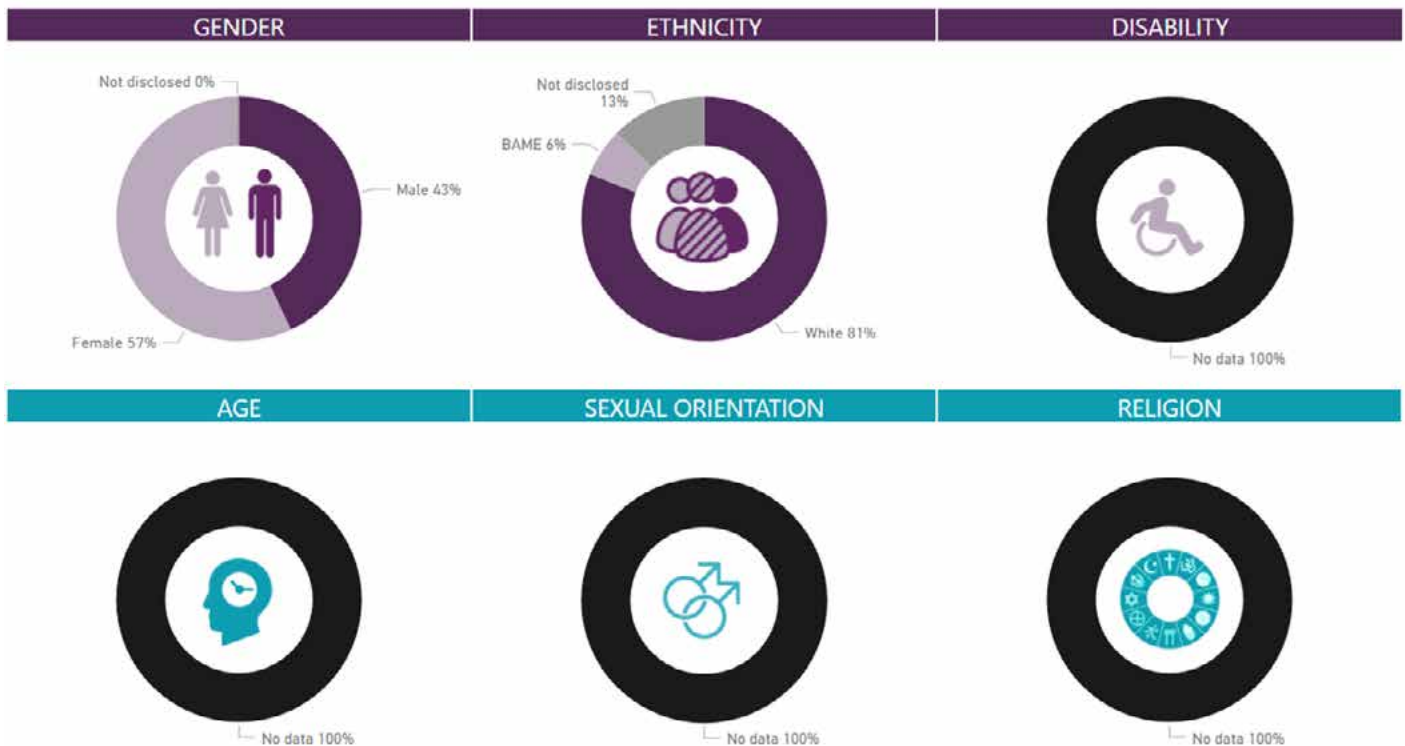 GENDER
ETHNICITY
DISABILITY
Not disclosed 0%
Male 43%
Female 57%
Not disclosed
13%
BAME 6%
White 81%
No data 100%
AGE
SEXUAL ORIENTATION
RELIGION
No data 100%
No data 100%
No data 100%